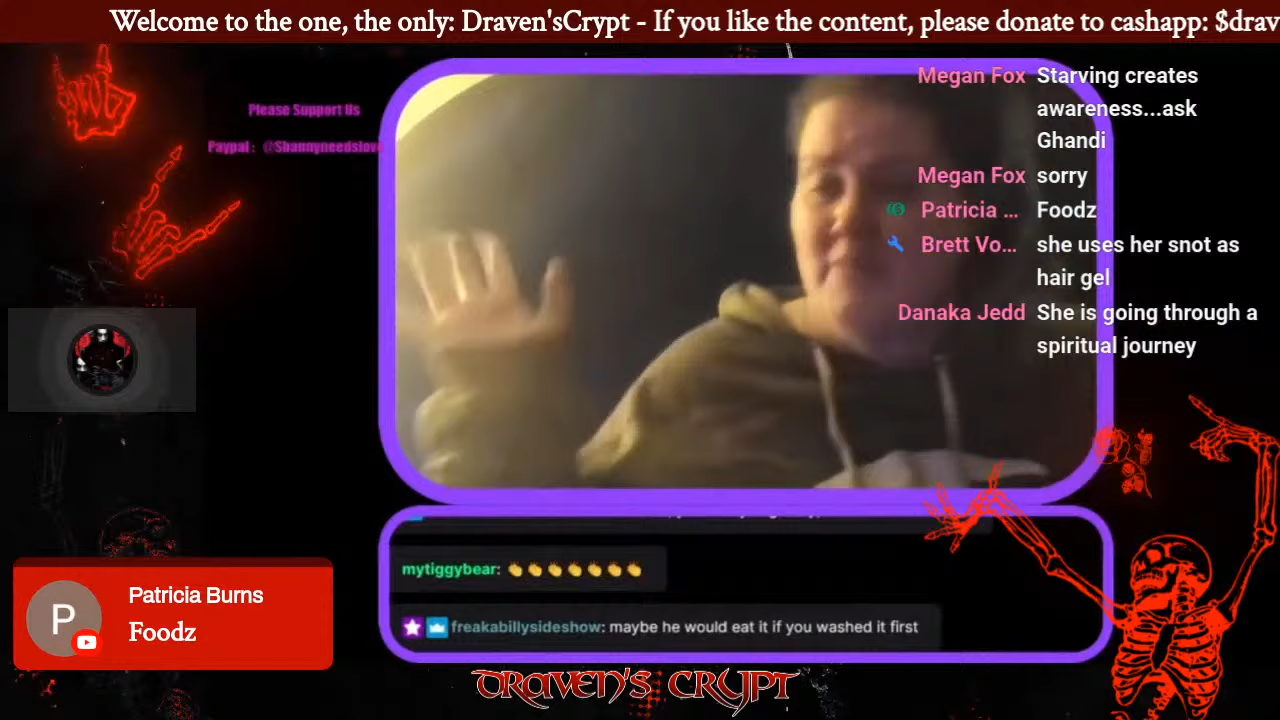 Welcome to the one, the only: Draven'sCrypt - If you like the content, please donate to cashapp: $drav
Please Support Us
Paypal : @Shannyneedslove
Megan Fox Starving creates
awareness...ask
Ghandi
Megan Fox sorry
Patricia ... Foodz
Brett Vo... she uses her snot as
hair gel
Danaka Jedd She is going through a
spiritual journey
mytiggybear: 👏👏👏👏👏👏👏
freakabillysideshow: maybe he would eat it if you washed it first
P
Patricia Burns
Foodz
DRAVEN'S CRYPT